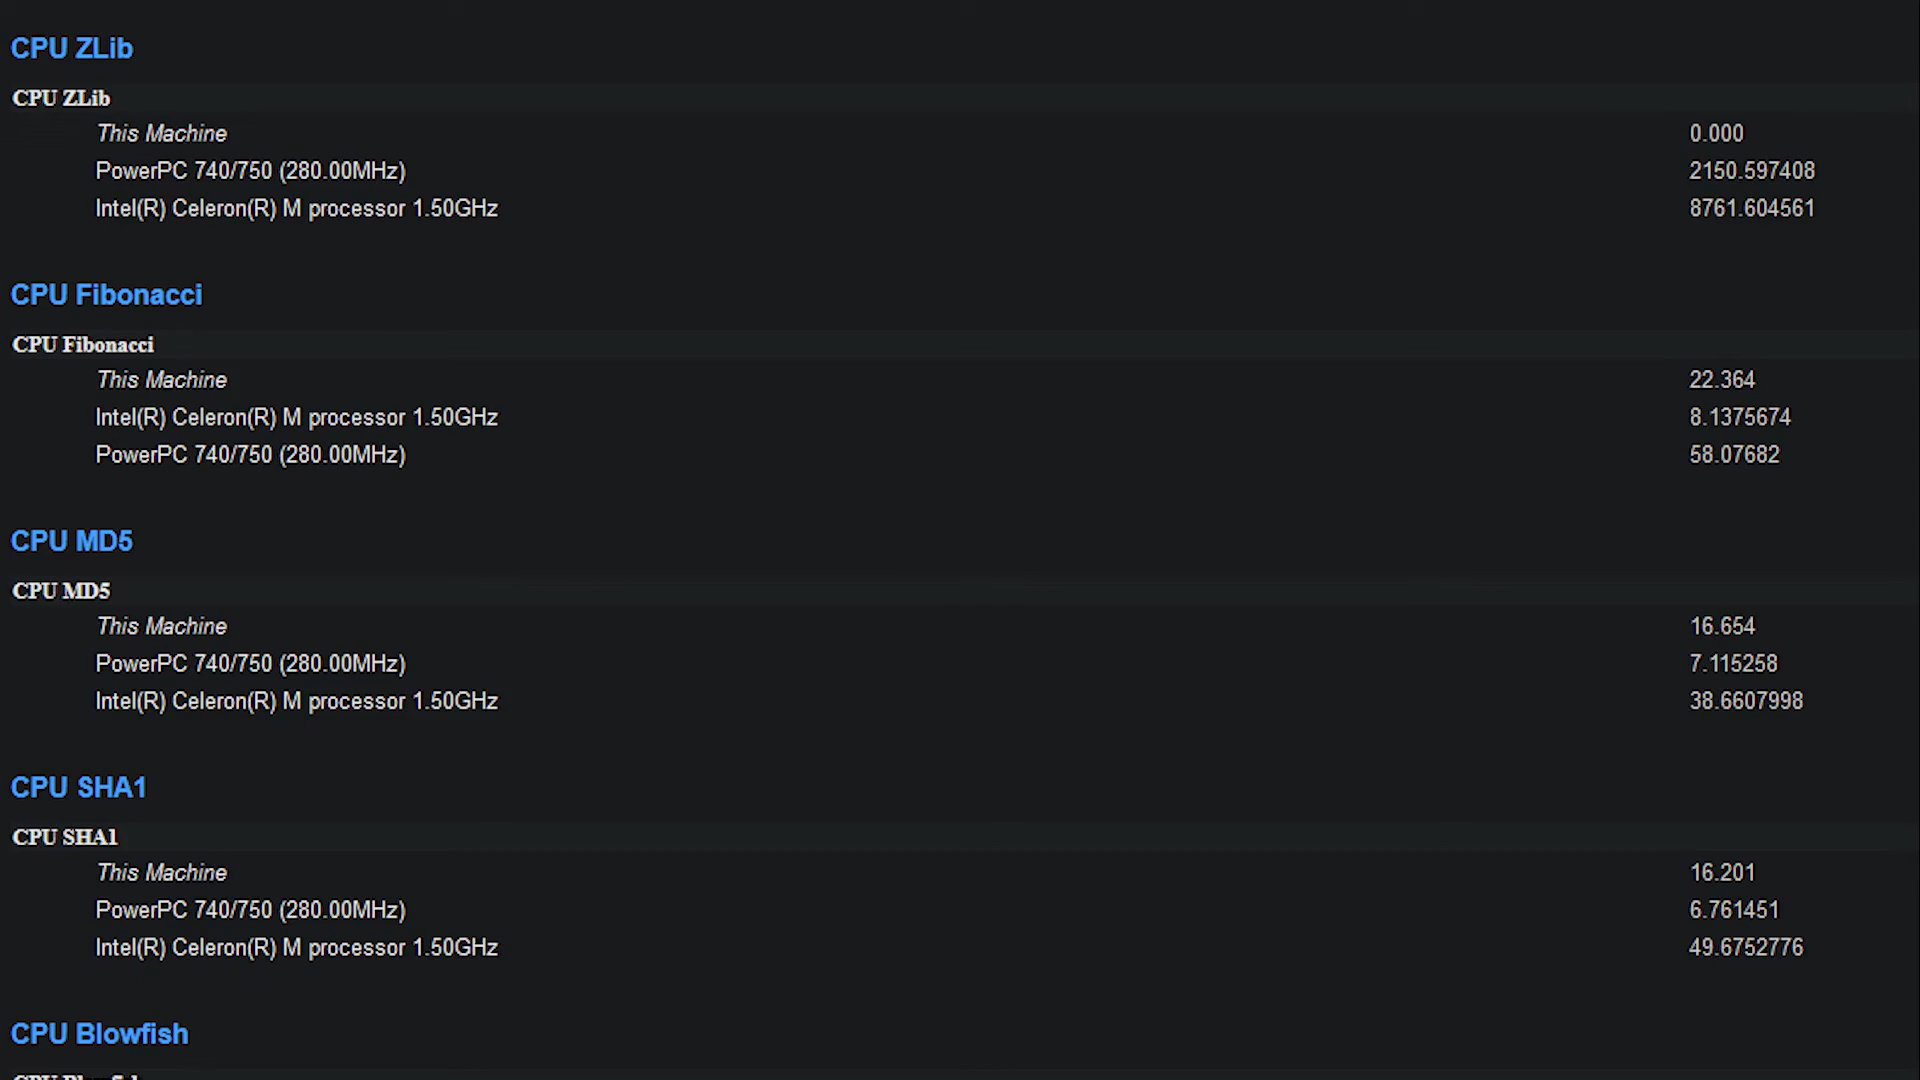 CPU ZLib
CPU ZLib
This Machine 0.000
PowerPC 740/750 (280.00MHz) 2150.597408
Intel(R) Celeron(R) M processor 1.50GHz 8761.604561
CPU Fibonacci
CPU Fibonacci
This Machine 22.364
Intel(R) Celeron(R) M processor 1.50GHz 8.1375674
PowerPC 740/750 (280.00MHz) 58.07682
CPU MD5
CPU MD5
This Machine 16.654
PowerPC 740/750 (280.00MHz) 7.115258
Intel(R) Celeron(R) M processor 1.50GHz 38.6607998
CPU SHA1
CPU SHA1
This Machine 16.201
PowerPC 740/750 (280.00MHz) 6.761451
Intel(R) Celeron(R) M processor 1.50GHz 49.6752776
CPU Blowfish